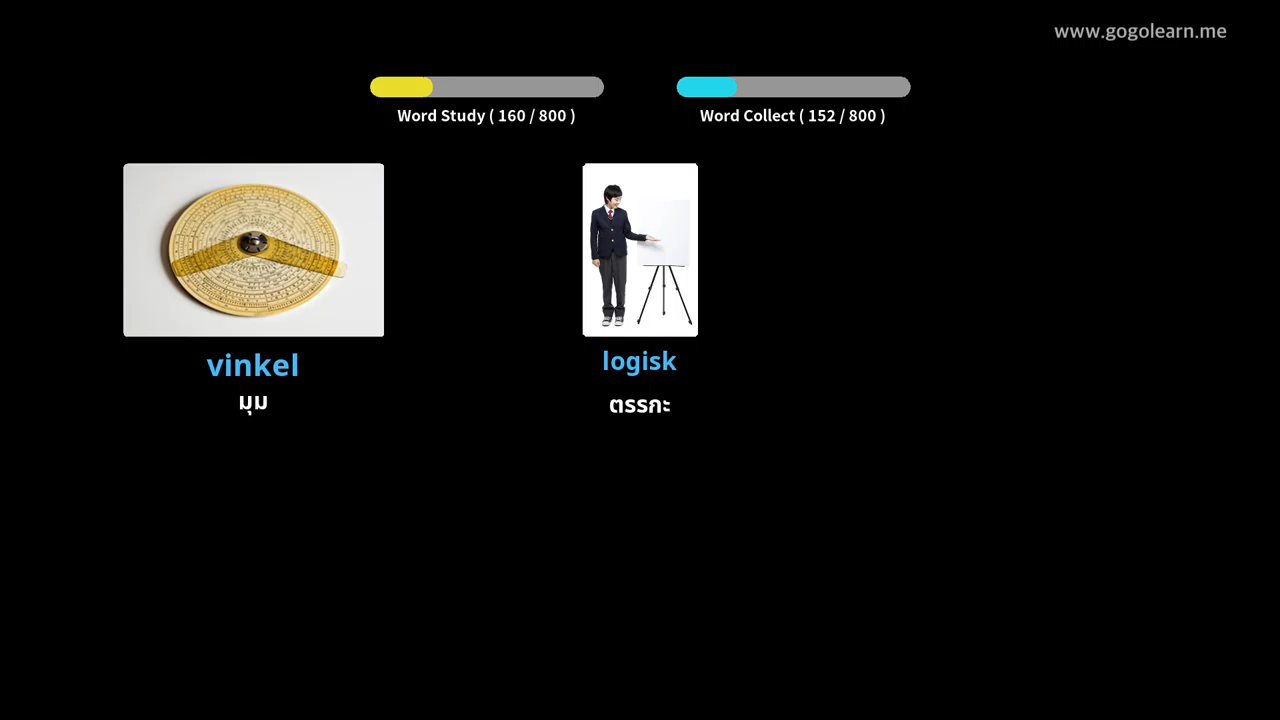 www.gogolearn.me
Word Study ( 160 / 800 )
Word Collect ( 152 / 800 )
vinkel
มุม
logisk
ตรรกะ